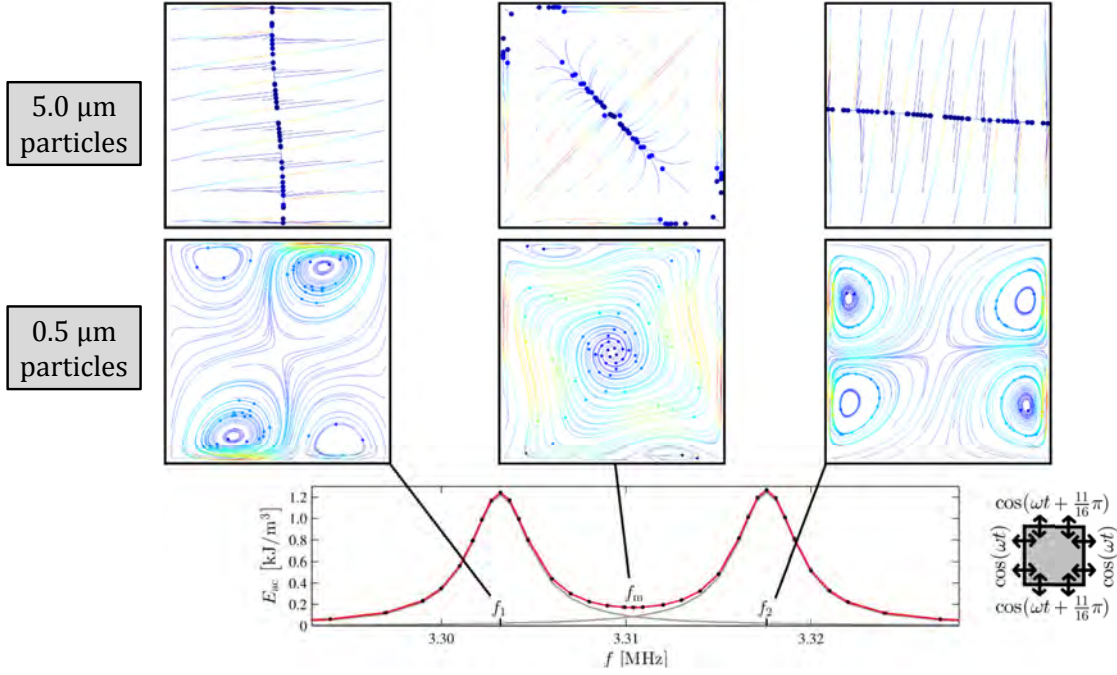 5.0 μm
particles
0.5 μm
particles
E_ac [kJ/m³]
1.2
1.0
0.8
0.6
0.4
0.2
0
f₁
f_m
f₂
3.30
3.31
3.32
f [MHz]
cos(ωt + 11/16 π)
cos(ωt)
cos(ωt)
cos(ωt + 11/16 π)